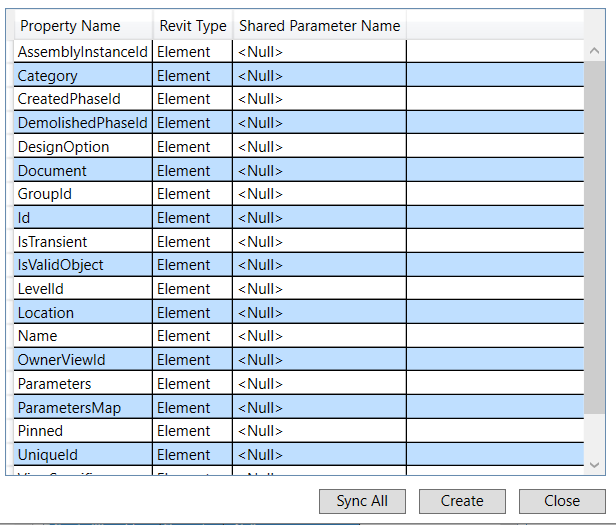 Property Name Revit Type Shared Parameter Name
AssemblyInstanceId Element <Null>
Category Element <Null>
CreatedPhaseId Element <Null>
DemolishedPhaseId Element <Null>
DesignOption Element <Null>
Document Element <Null>
GroupId Element <Null>
Id Element <Null>
IsTransient Element <Null>
IsValidObject Element <Null>
LevelId Element <Null>
Location Element <Null>
Name Element <Null>
OwnerViewId Element <Null>
Parameters Element <Null>
ParametersMap Element <Null>
Pinned Element <Null>
UniqueId Element <Null>
Sync All Create Close